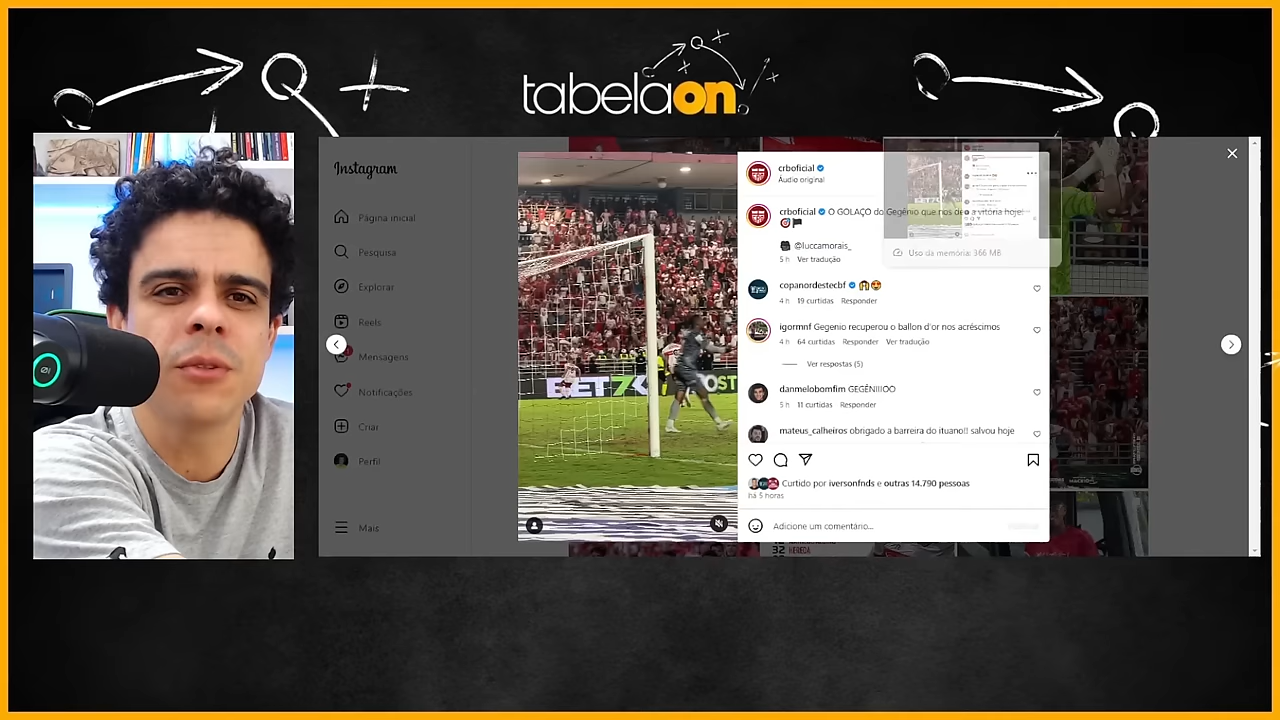 tabelaon
Instagram
Página inicial
Pesquisa
Explorar
Reels
Mensagens
Notificações
Criar
Perfil
Mais
BET7K
crboficial
Áudio original
crboficial O GOLAÇO do Gegênio que nos deu a vitória hoje!
@luccamorais_
5 h Ver tradução
Uso da memória: 366 MB
copanordestecbf
4 h 19 curtidas Responder
igormnf Gegenio recuperou o ballon d'or nos acréscimos
4 h 64 curtidas Responder Ver tradução
Ver respostas (5)
danmelobomfim GEGÊNIIIOO
5 h 11 curtidas Responder
mateus_calheiros obrigado a barreira do ituano!! salvou hoje
Curtido por iversonfnds e outras 14.790 pessoas
há 5 horas
Adicione um comentário...
32